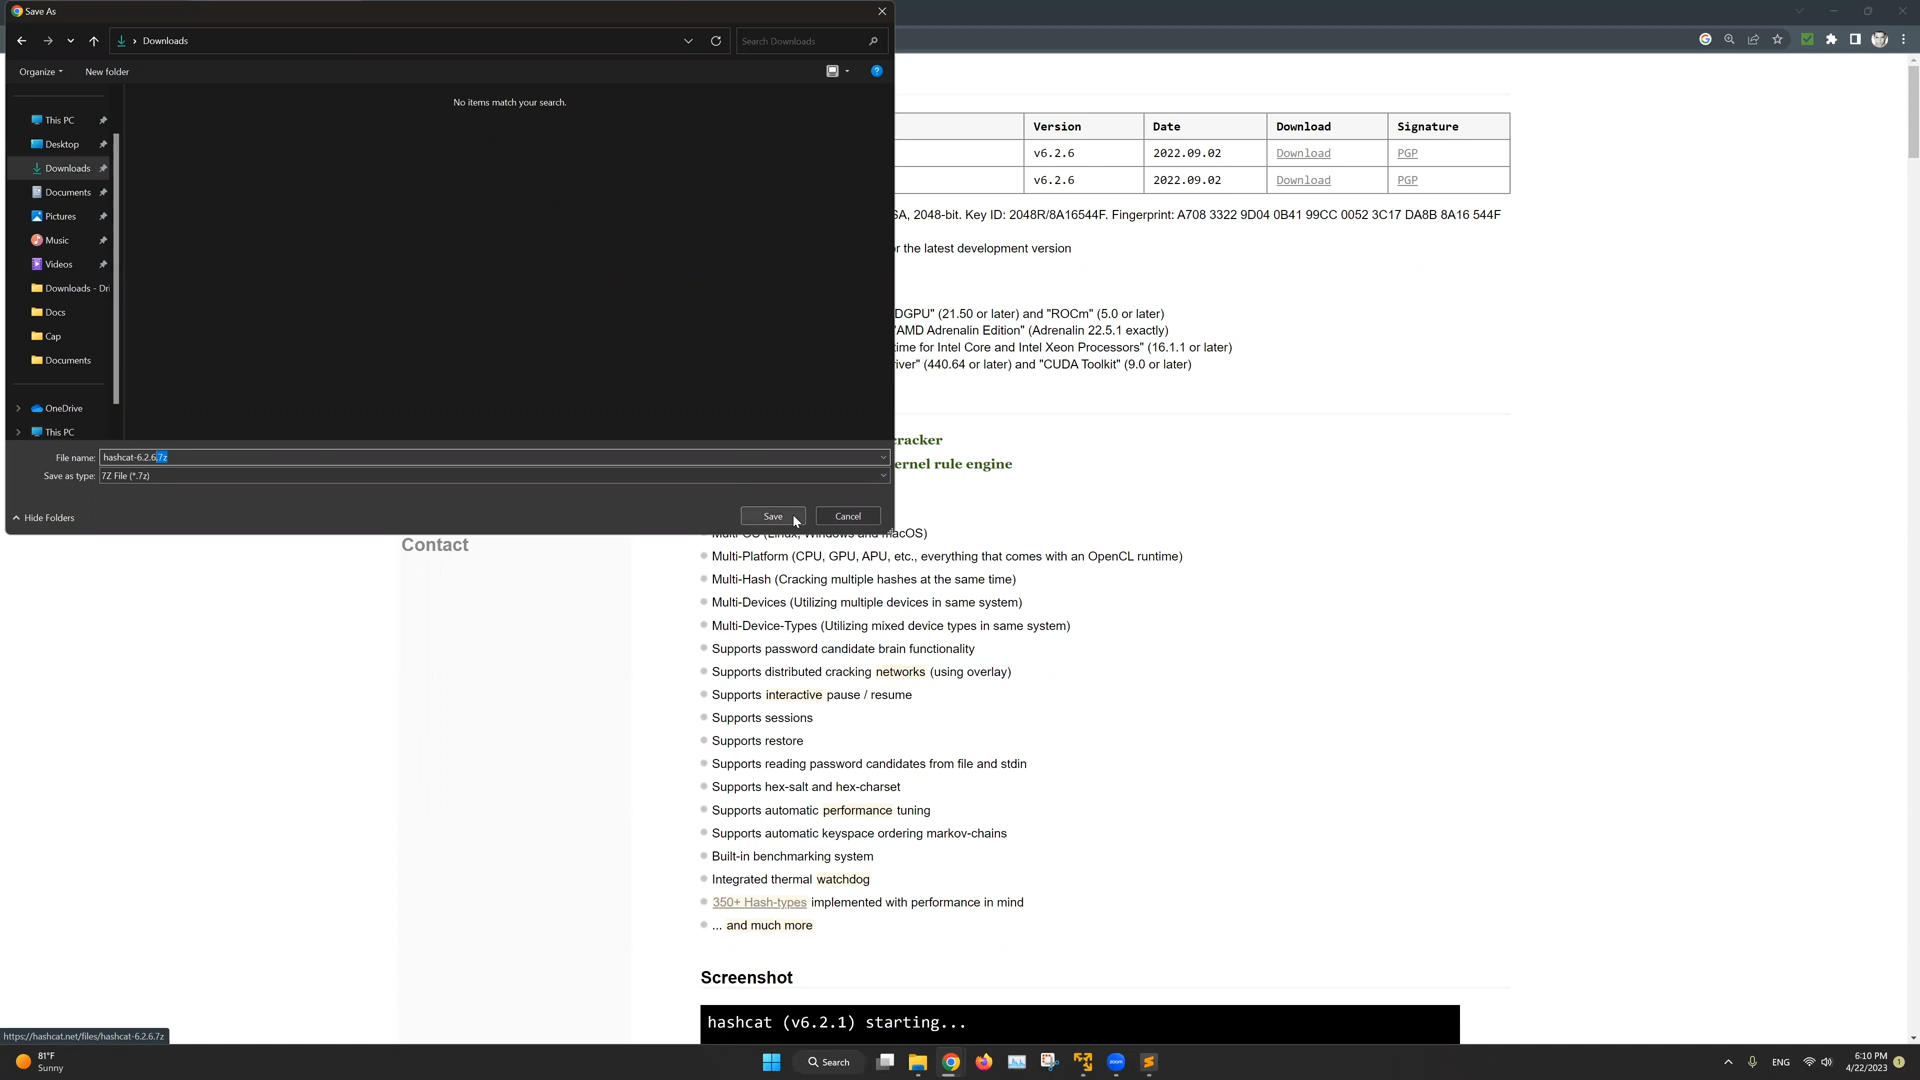 Save As
Downloads
Search Downloads
Organize
New folder
No items match your search.
This PC
Desktop
Downloads
Documents
Pictures
Music
Videos
Downloads - Dri
Docs
Cap
Documents
OneDrive
This PC
File name: hashcat-6.2.6.7z
Save as type: 7Z File (*.7z)
Hide Folders
Save
Cancel
Version Date Download Signature
v6.2.6 2022.09.02 Download PGP
v6.2.6 2022.09.02 Download PGP
SA, 2048-bit. Key ID: 2048R/8A16544F. Fingerprint: A708 3322 9D04 0B41 99CC 0052 3C17 DA8B 8A16 544F
or the latest development version
DGPU" (21.50 or later) and "ROCm" (5.0 or later)
"AMD Adrenalin Edition" (Adrenalin 22.5.1 exactly)
time for Intel Core and Intel Xeon Processors" (16.1.1 or later)
iver" (440.64 or later) and "CUDA Toolkit" (9.0 or later)
cracker
ernel rule engine
Contact
Multi-OS (Linux, Windows and macOS)
Multi-Platform (CPU, GPU, APU, etc., everything that comes with an OpenCL runtime)
Multi-Hash (Cracking multiple hashes at the same time)
Multi-Devices (Utilizing multiple devices in same system)
Multi-Device-Types (Utilizing mixed device types in same system)
Supports password candidate brain functionality
Supports distributed cracking networks (using overlay)
Supports interactive pause / resume
Supports sessions
Supports restore
Supports reading password candidates from file and stdin
Supports hex-salt and hex-charset
Supports automatic performance tuning
Supports automatic keyspace ordering markov-chains
Built-in benchmarking system
Integrated thermal watchdog
350+ Hash-types implemented with performance in mind
... and much more
Screenshot
hashcat (v6.2.1) starting...
https://hashcat.net/files/hashcat-6.2.6.7z
81°F
Sunny
Search
zoom
ENG
6:10 PM
4/22/2023
1